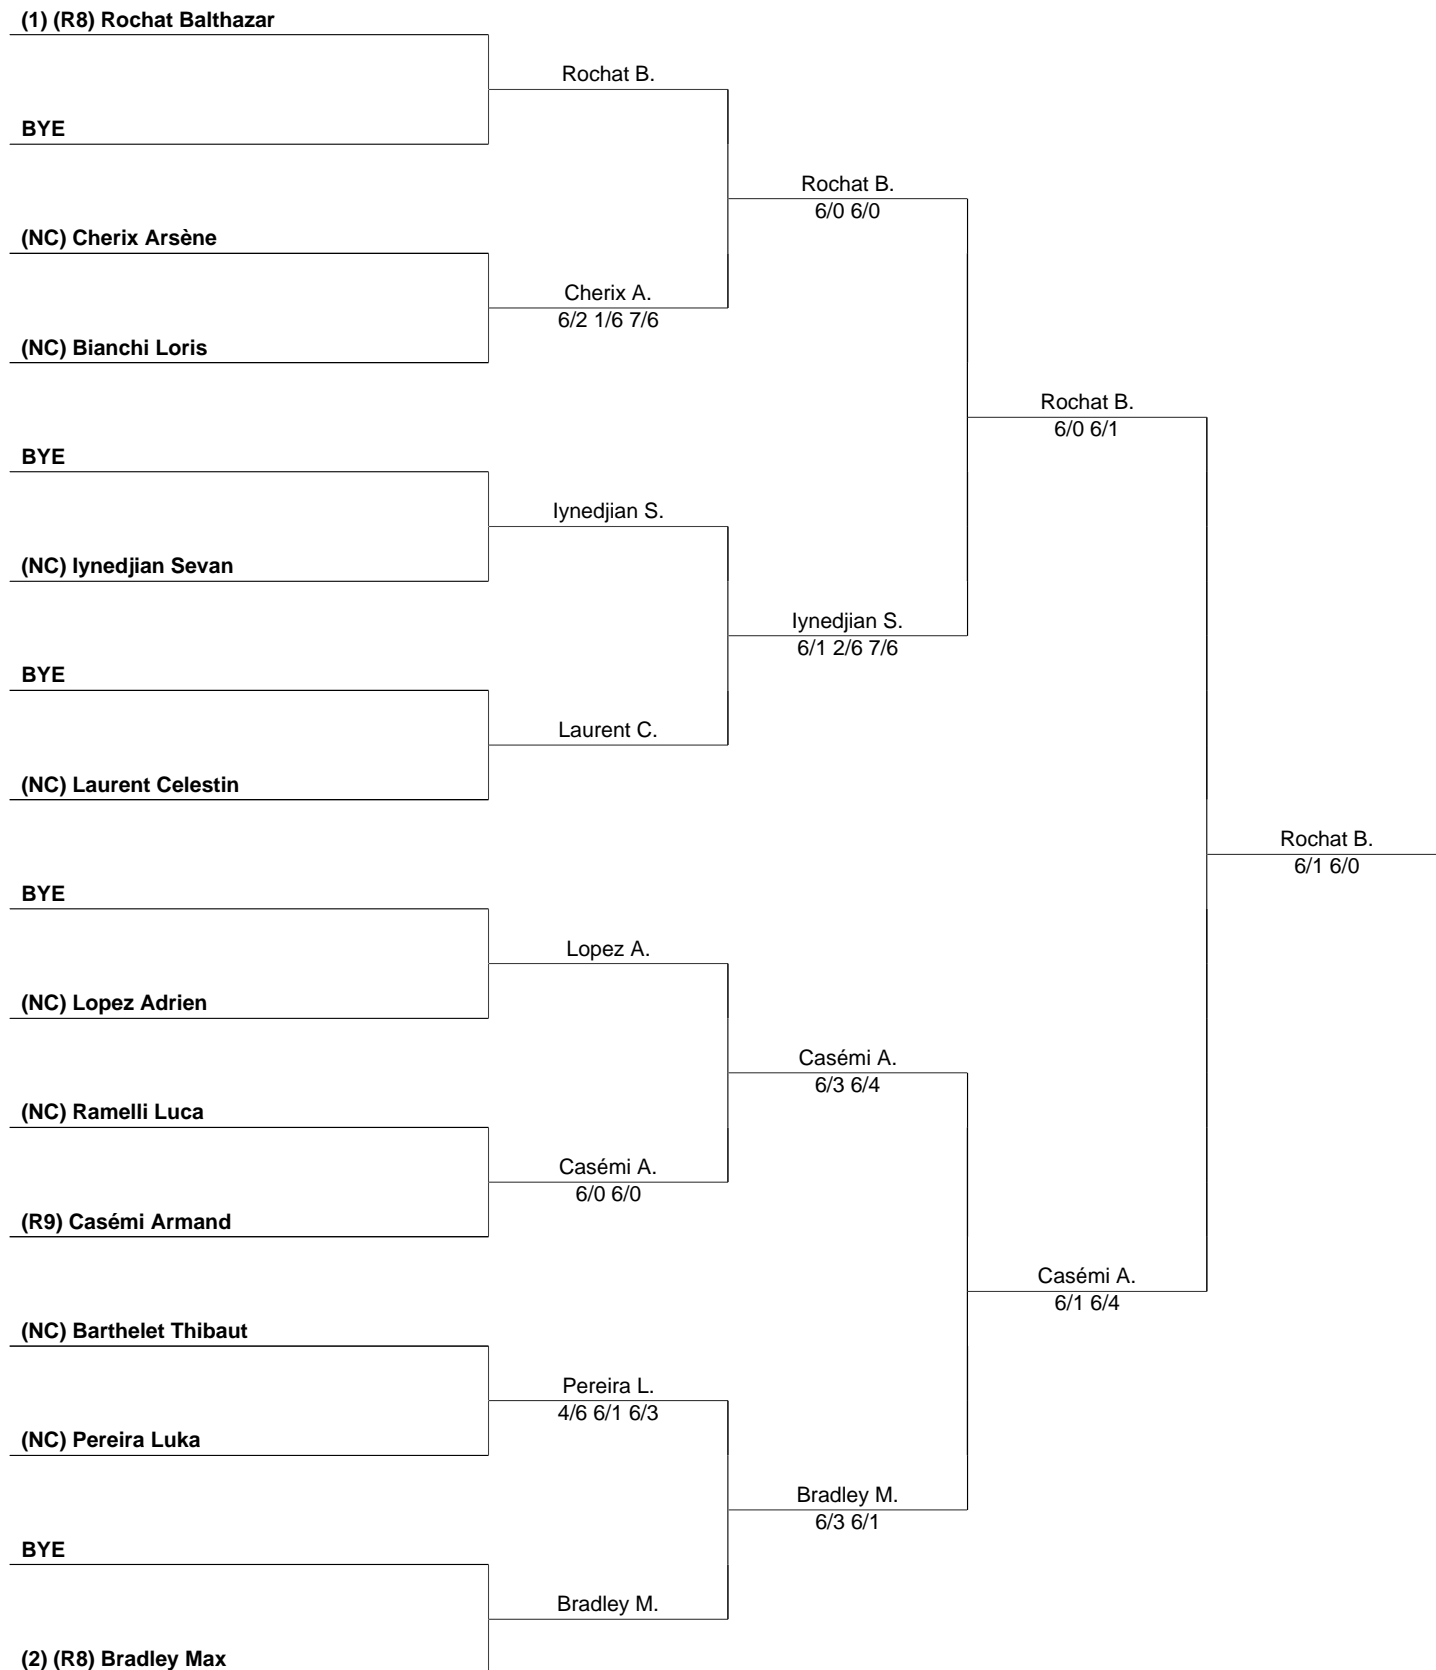 (1) (R8) Rochat Balthazar
Rochat B.
BYE
Rochat B.
6/0 6/0
(NC) Cherix Arsène
Cherix A.
6/2 1/6 7/6
(NC) Bianchi Loris
Rochat B.
6/0 6/1
BYE
Iynedjian S.
(NC) Iynedjian Sevan
Iynedjian S.
6/1 2/6 7/6
BYE
Laurent C.
(NC) Laurent Celestin
Rochat B.
6/1 6/0
BYE
Lopez A.
(NC) Lopez Adrien
Casémi A.
6/3 6/4
(NC) Ramelli Luca
Casémi A.
6/0 6/0
(R9) Casémi Armand
Casémi A.
6/1 6/4
(NC) Barthelet Thibaut
Pereira L.
4/6 6/1 6/3
(NC) Pereira Luka
Bradley M.
6/3 6/1
BYE
Bradley M.
(2) (R8) Bradley Max